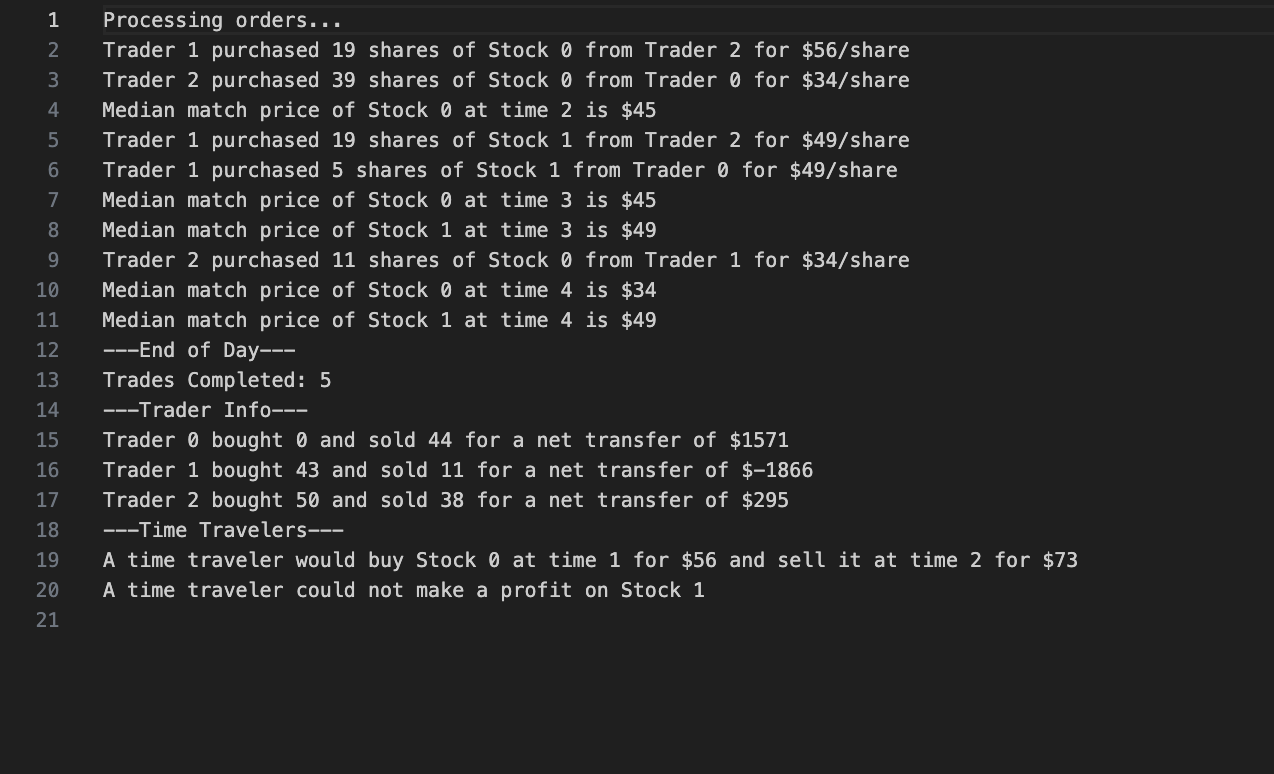 1 Processing orders...
2 Trader 1 purchased 19 shares of Stock 0 from Trader 2 for $56/share
3 Trader 2 purchased 39 shares of Stock 0 from Trader 0 for $34/share
4 Median match price of Stock 0 at time 2 is $45
5 Trader 1 purchased 19 shares of Stock 1 from Trader 2 for $49/share
6 Trader 1 purchased 5 shares of Stock 1 from Trader 0 for $49/share
7 Median match price of Stock 0 at time 3 is $45
8 Median match price of Stock 1 at time 3 is $49
9 Trader 2 purchased 11 shares of Stock 0 from Trader 1 for $34/share
10 Median match price of Stock 0 at time 4 is $34
11 Median match price of Stock 1 at time 4 is $49
12 ---End of Day---
13 Trades Completed: 5
14 ---Trader Info---
15 Trader 0 bought 0 and sold 44 for a net transfer of $1571
16 Trader 1 bought 43 and sold 11 for a net transfer of $-1866
17 Trader 2 bought 50 and sold 38 for a net transfer of $295
18 ---Time Travelers---
19 A time traveler would buy Stock 0 at time 1 for $56 and sell it at time 2 for $73
20 A time traveler could not make a profit on Stock 1
21